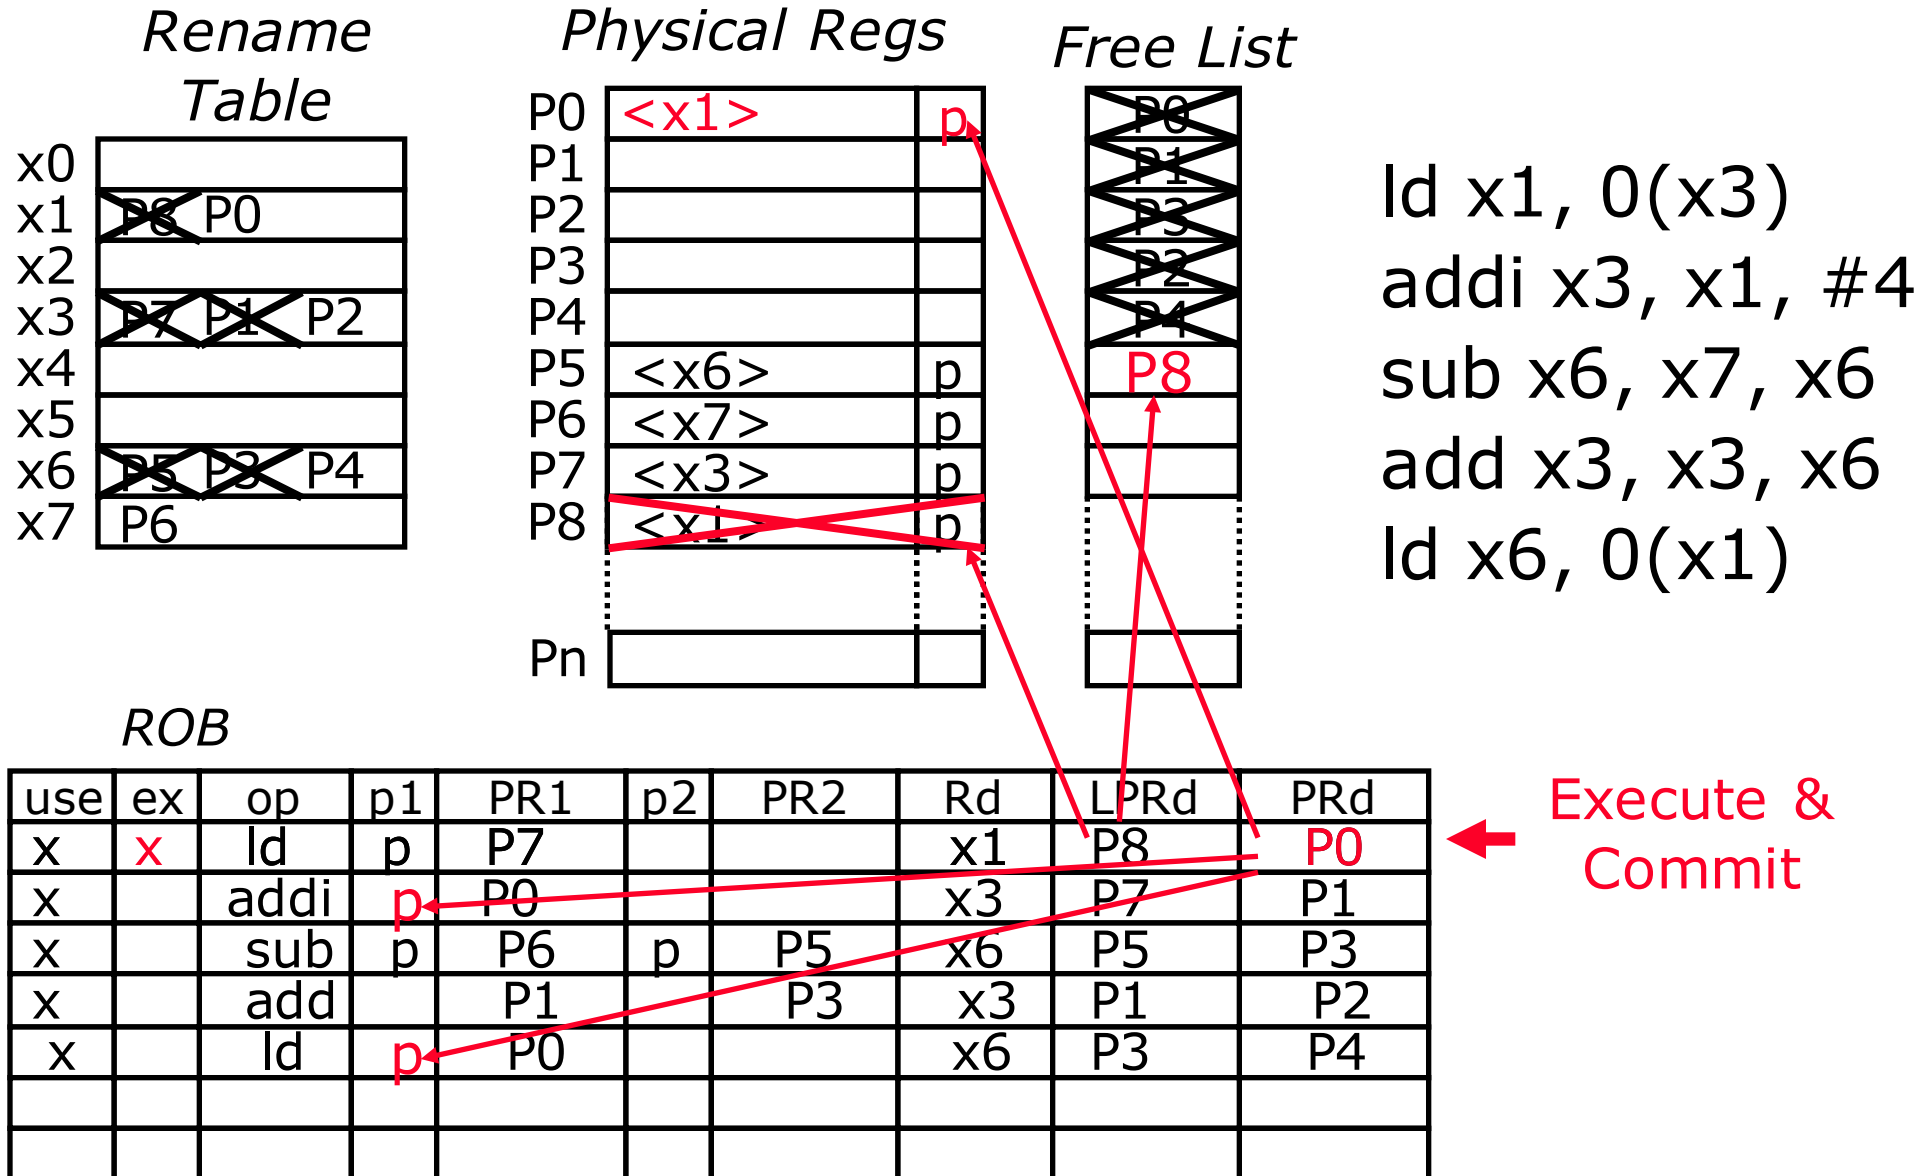 Rename
Table
x0
x1 P8 P0
x2
x3 P7 P1 P2
x4
x5
x6 P5 P3 P4
x7 P6
Physical Regs
P0 <x1> p
P1
P2
P3
P4
P5 <x6> p
P6 <x7> p
P7 <x3> p
P8 <x1> p
Pn
Free List
P0
P1
P3
P2
P4
P8
ld x1, 0(x3)
addi x3, x1, #4
sub x6, x7, x6
add x3, x3, x6
ld x6, 0(x1)
ROB
use ex op p1 PR1 p2 PR2 Rd LPRd PRd
x x ld p P7 x1 P8 P0
x addi p P0 x3 P7 P1
x sub p P6 p P5 x6 P5 P3
x add P1 P3 x3 P1 P2
x ld p P0 x6 P3 P4
Execute &
Commit